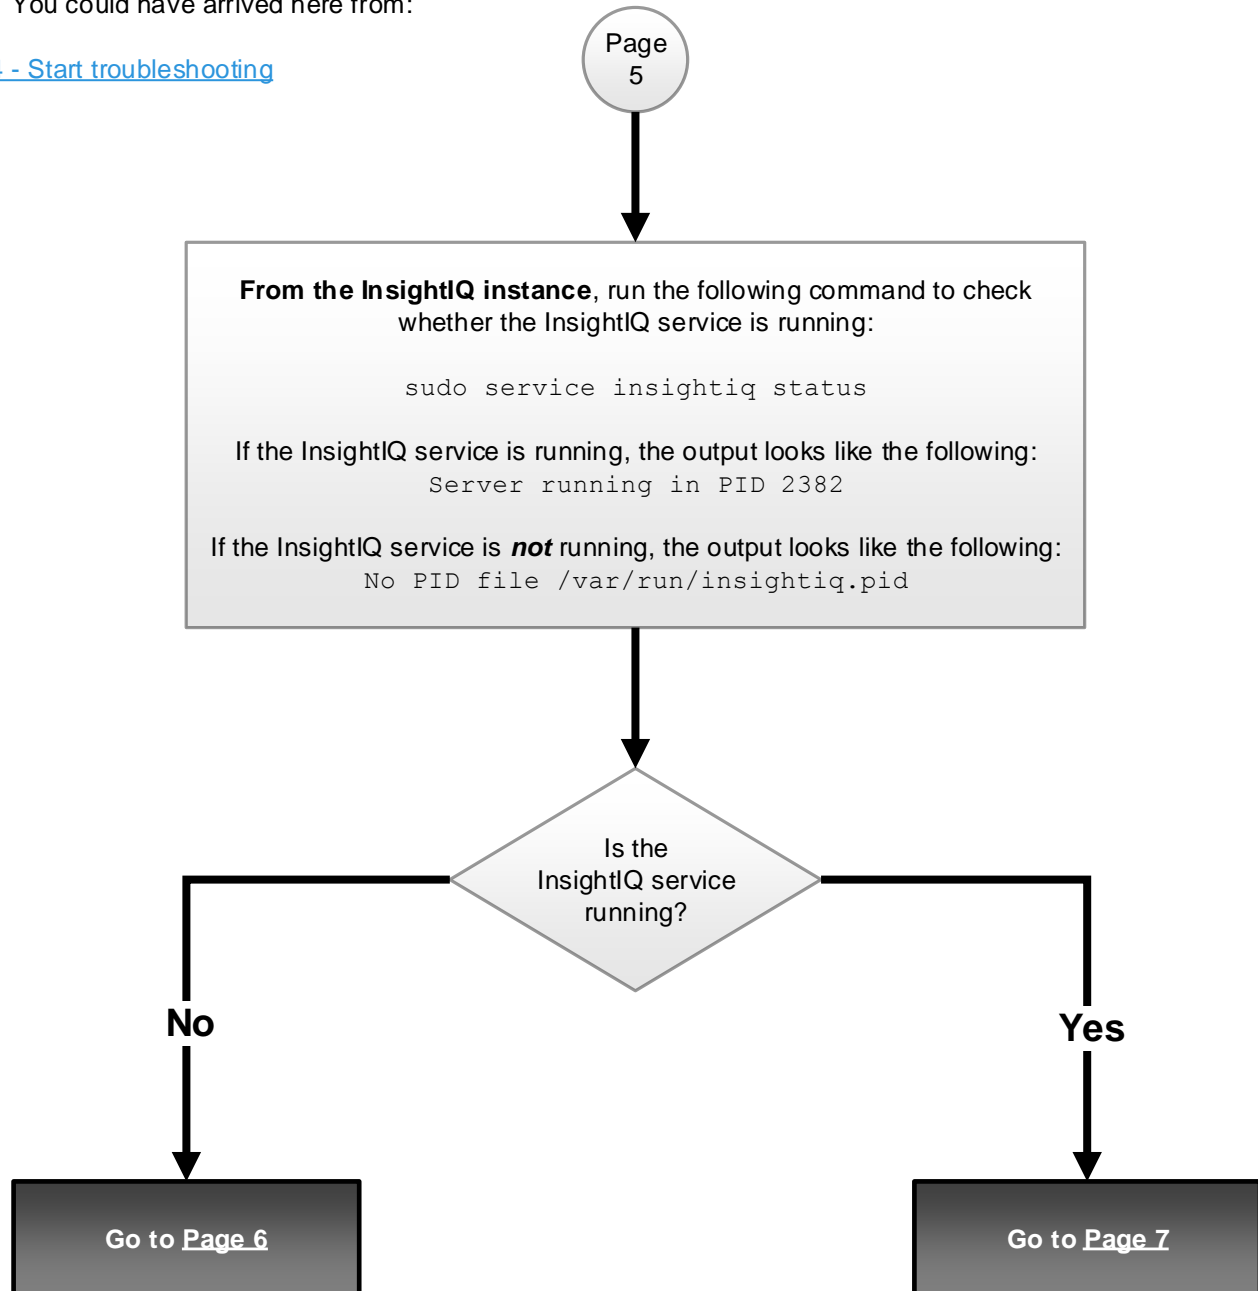 You could have arrived here from:
4 - Start troubleshooting
Page
5
From the InsightIQ instance, run the following command to check
whether the InsightIQ service is running:
sudo service insightiq status
If the InsightIQ service is running, the output looks like the following:
Server running in PID 2382
If the InsightIQ service is not running, the output looks like the following:
No PID file /var/run/insightiq.pid
Is the
InsightIQ service
running?
No
Yes
Go to Page 6
Go to Page 7